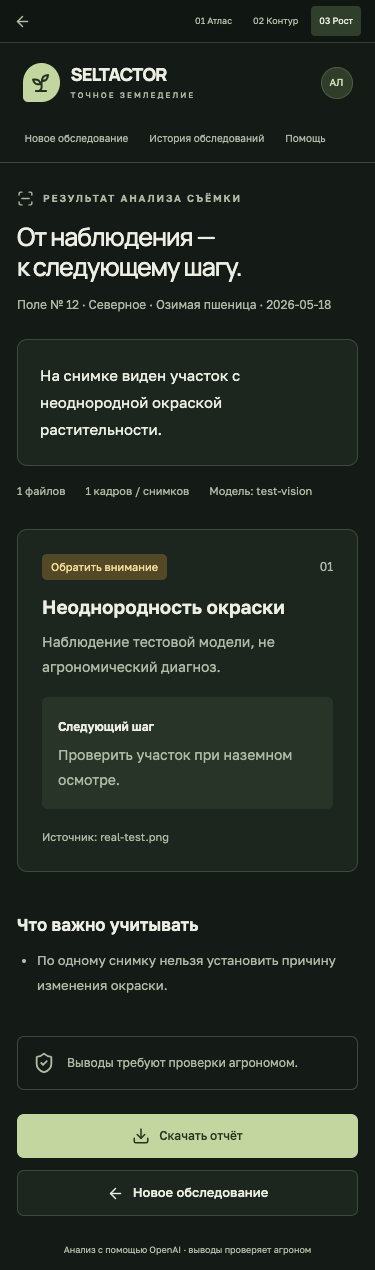 01 Атлас 02 Контур 03 Рост
SELTACTOR
ТОЧНОЕ ЗЕМЛЕДЕЛИЕ
АЛ
Новое обследование История обследований Помощь
РЕЗУЛЬТАТ АНАЛИЗА СЪЁМКИ
От наблюдения —
к следующему шагу.
Поле № 12 · Северное · Озимая пшеница · 2026-05-18
На снимке виден участок с
неоднородной окраской
растительности.
1 файлов 1 кадров / снимков Модель: test-vision
Обратить внимание 01
Неоднородность окраски
Наблюдение тестовой модели, не
агрономический диагноз.
Следующий шаг
Проверить участок при наземном
осмотре.
Источник: real-test.png
Что важно учитывать
• По одному снимку нельзя установить причину
изменения окраски.
Выводы требуют проверки агрономом.
Скачать отчёт
Новое обследование
Анализ с помощью OpenAI · выводы проверяет агроном